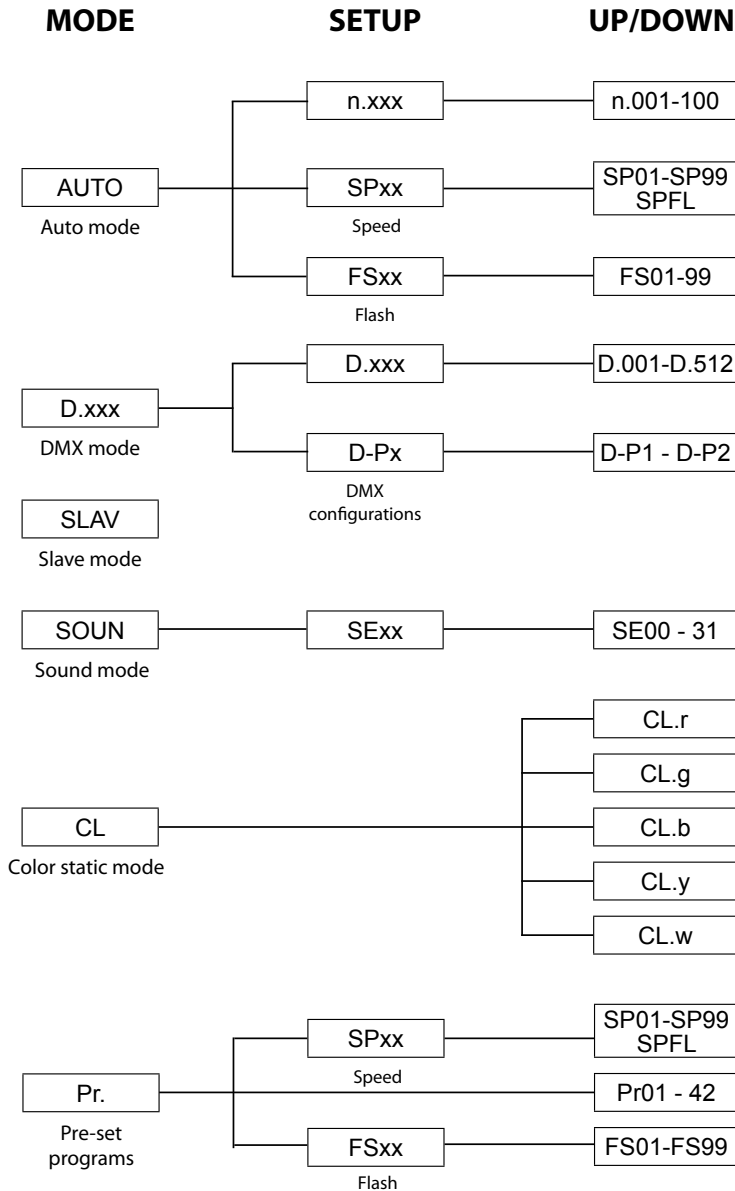 MODE SETUP UP/DOWN
n.xxx n.001-100
AUTO SPxx SP01-SP99
SPFL
Auto mode Speed
FSxx FS01-99
Flash
D.xxx D.001-D.512
D.xxx
DMX mode D-Px D-P1 - D-P2
DMX
configurations
SLAV
Slave mode
SOUN SExx SE00 - 31
Sound mode
CL.r
CL.g
CL CL.b
Color static mode
CL.y
CL.w
SPxx SP01-SP99
SPFL
Speed
Pr. Pr01 - 42
Pre-set
programs
FSxx FS01-FS99
Flash